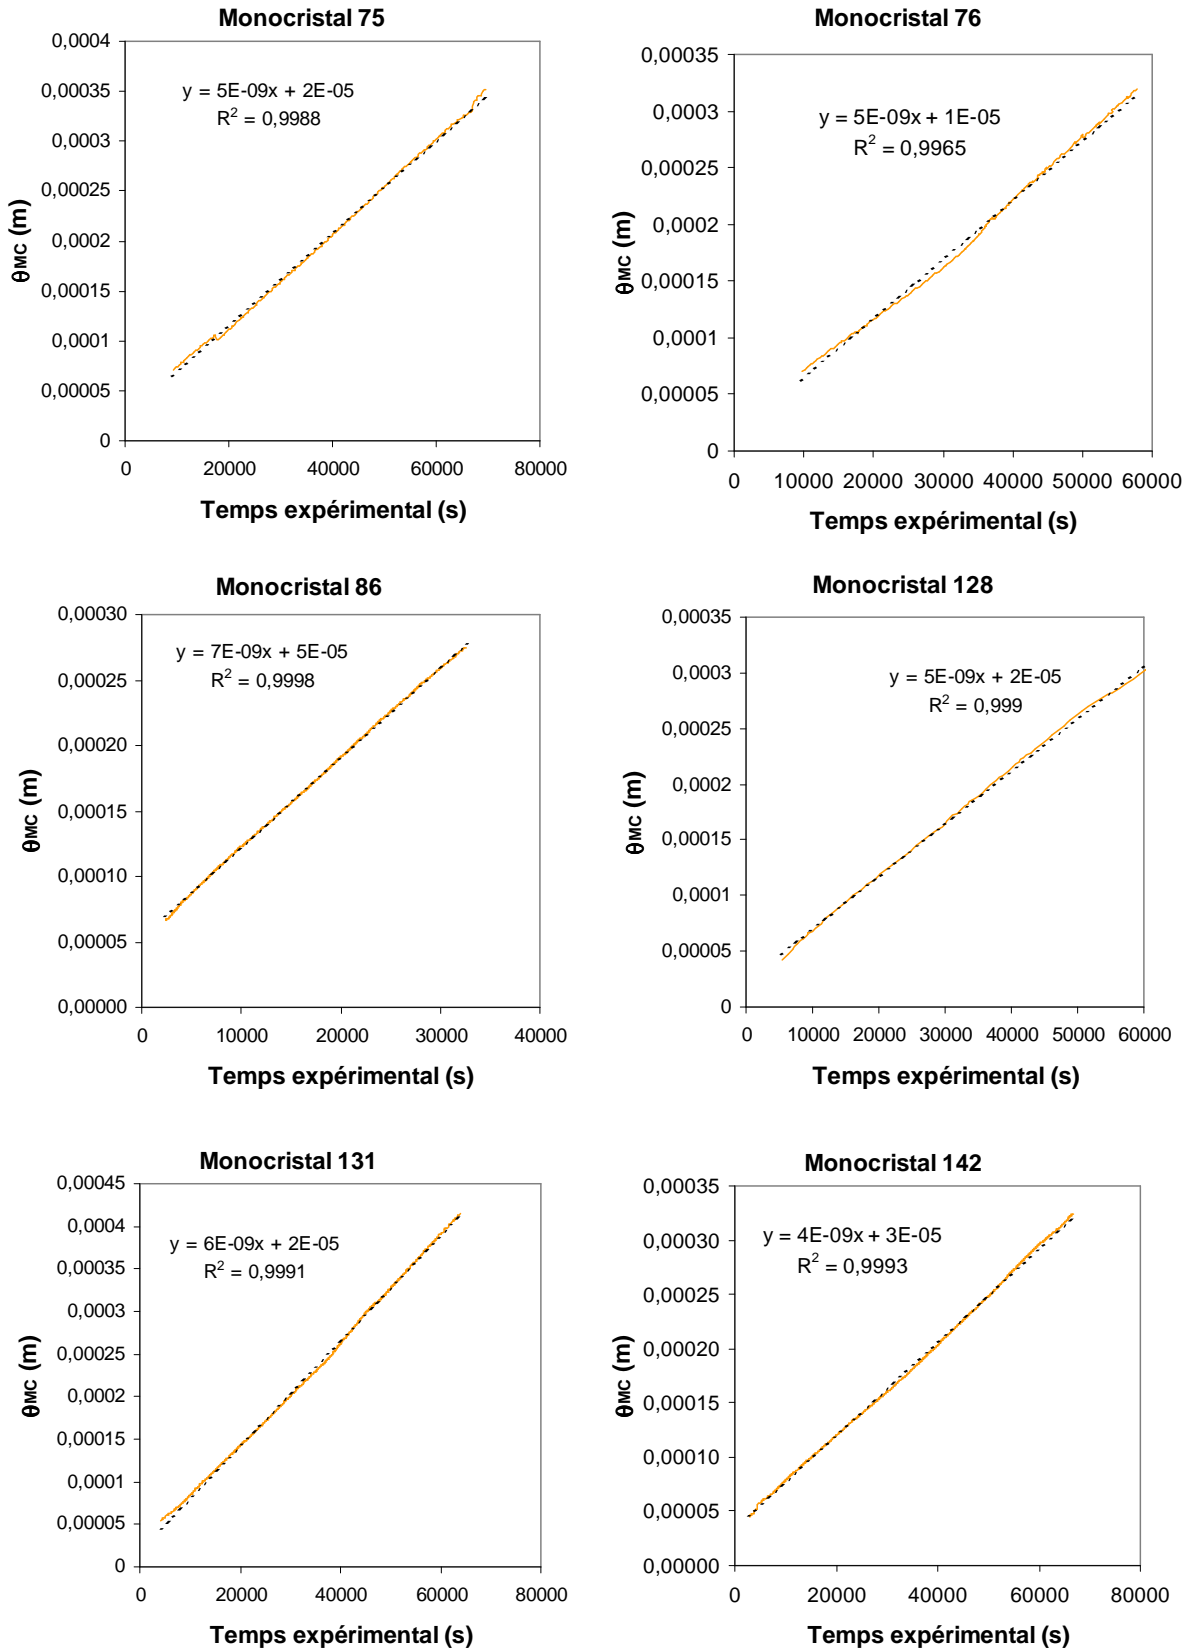 Monocristal 75
0,0004
0,00035
0,0003
0,00025
0,0002
0,00015
0,0001
0,00005
0
θMC (m)
y = 5E-09x + 2E-05
R² = 0,9988
0 20000 40000 60000 80000
Temps expérimental (s)
Monocristal 76
0,00035
0,0003
0,00025
0,0002
0,00015
0,0001
0,00005
0
θMC (m)
y = 5E-09x + 1E-05
R² = 0,9965
0 10000 20000 30000 40000 50000 60000
Temps expérimental (s)
Monocristal 86
0,00030
0,00025
0,00020
0,00015
0,00010
0,00005
0,00000
θMC (m)
y = 7E-09x + 5E-05
R² = 0,9998
0 10000 20000 30000 40000
Temps expérimental (s)
Monocristal 128
0,00035
0,0003
0,00025
0,0002
0,00015
0,0001
0,00005
0
θMC (m)
y = 5E-09x + 2E-05
R² = 0,999
0 10000 20000 30000 40000 50000 60000
Temps expérimental (s)
Monocristal 131
0,00045
0,0004
0,00035
0,0003
0,00025
0,0002
0,00015
0,0001
0,00005
0
θMC (m)
y = 6E-09x + 2E-05
R² = 0,9991
0 20000 40000 60000 80000
Temps expérimental (s)
Monocristal 142
0,00035
0,00030
0,00025
0,00020
0,00015
0,00010
0,00005
0,00000
θMC (m)
y = 4E-09x + 3E-05
R² = 0,9993
0 20000 40000 60000 80000
Temps expérimental (s)